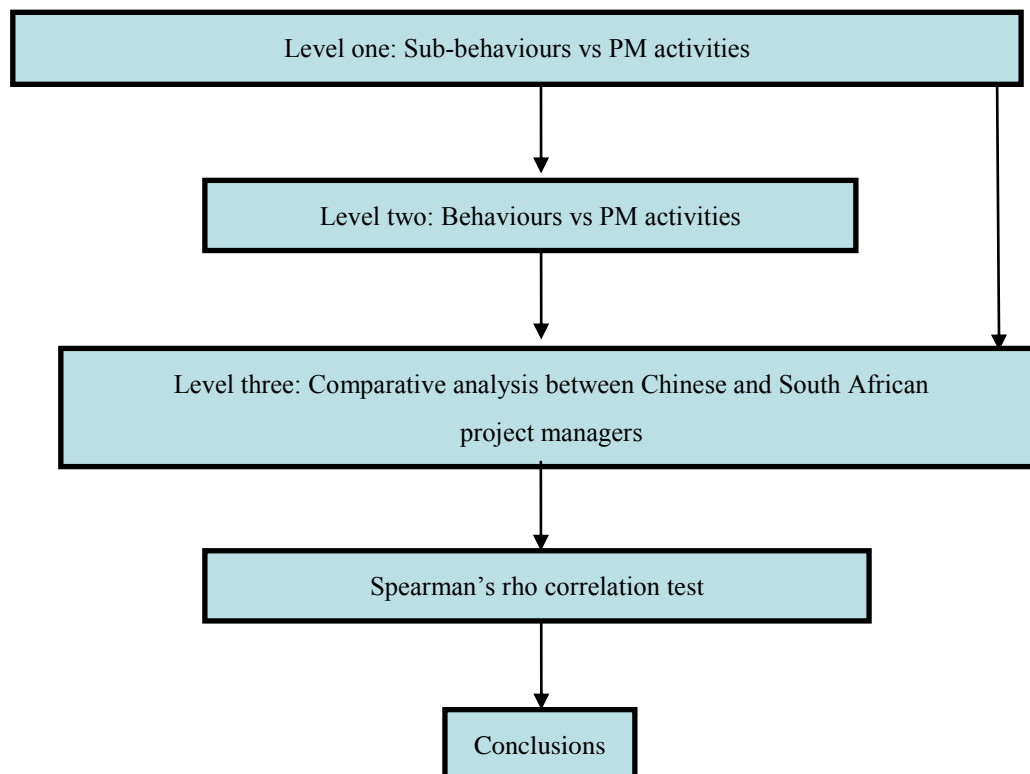 Level one: Sub-behaviours vs PM activities
Level two: Behaviours vs PM activities
Level three: Comparative analysis between Chinese and South African
project managers
Spearman’s rho correlation test
Conclusions